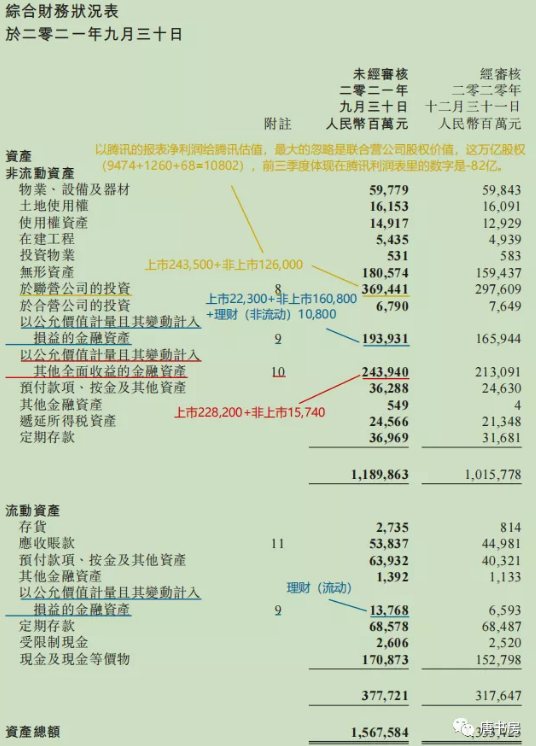 綜合財務狀況表
於二零二一年九月三十日
未經審核 經審核
二零二一年 二零二零年
九月三十日 十二月三十一日
附註 人民幣百萬元 人民幣百萬元
以腾讯的报表净利润给腾讯估值，最大的忽略是联合营公司股权价值，这万亿股权
（9474+1260+68=10802），前三季度体现在腾讯利润表里的数字是-82亿。
資產
非流動資產
物業、設備及器材 59,779 59,843
土地使用權 16,153 16,091
使用權資產 14,917 12,929
在建工程 5,435 4,939
投資物業 531 583
上市243,500+非上市126,000
無形資產 180,574 159,437
於聯營公司的投資 8 369,441 297,609
上市22,300+非上市160,800
+理财（非流动）10,800
於合營公司的投資 6,790 7,649
以公允價值計量且其變動計入
損益的金融資產 9 193,931 165,944
以公允價值計量且其變動計入
其他全面收益的金融資產 10 243,940 213,091
預付款項、按金及其他資產 36,288 24,630
其他金融資產 549 4
上市228,200+非上市15,740
遞延所得稅資產 24,566 21,348
定期存款 36,969 31,681
1,189,863 1,015,778
流動資產
存貨 2,735 814
應收賬款 11 53,837 44,981
預付款項、按金及其他資產 63,932 40,321
其他金融資產 1,392 1,133
理财（流动）
以公允價值計量且其變動計入
損益的金融資產 9 13,768 6,593
定期存款 68,578 68,487
受限制現金 2,606 2,520
現金及現金等價物 170,873 152,798
377,721 317,647
資產總額 1,567,584
唐书房